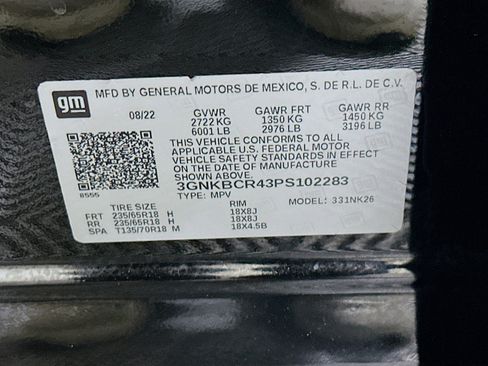 gm
MFD BY GENERAL MOTORS DE MEXICO, S. DE R.L. DE C.V.
08/22 GVWR GAWR FRT GAWR RR
2722 KG 1350 KG 1450 KG
6001 LB 2976 LB 3196 LB
THIS VEHICLE CONFORMS TO ALL APPLICABLE
U.S. FEDERAL MOTOR
VEHICLE SAFETY STANDARDS IN EFFECT
ON THE DATE OF MANUFACTURE SHOWN ABOVE.
3GNKBCR43PS102283
8555 TYPE: MPV MODEL: 331NK26
TIRE SIZE RIM
FRT 235/65R18 H 18X8J
RR 235/65R18 H 18X8J
SPA T135/70R18 M 18X4.5B